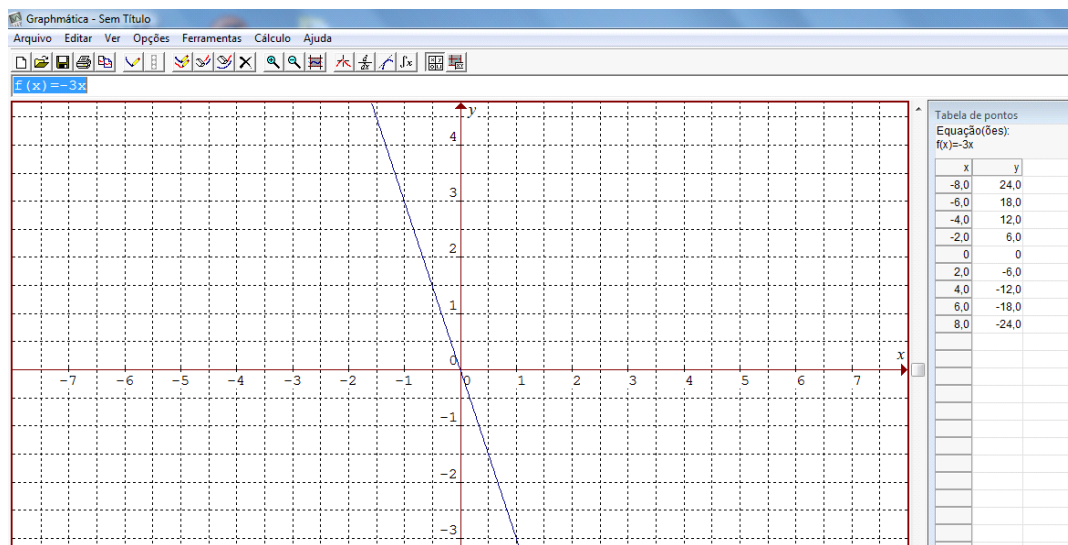 Graphmática - Sem Título
Arquivo Editar Ver Opções Ferramentas Cálculo Ajuda
f(x)=-3x
y
4
3
2
1
0
x
-7 -6 -5 -4 -3 -2 -1 0 1 2 3 4 5 6 7
-1
-2
-3
Tabela de pontos
Equação(ões):
f(x)=-3x
x y
-8,0 24,0
-6,0 18,0
-4,0 12,0
-2,0 6,0
0 0
2,0 -6,0
4,0 -12,0
6,0 -18,0
8,0 -24,0